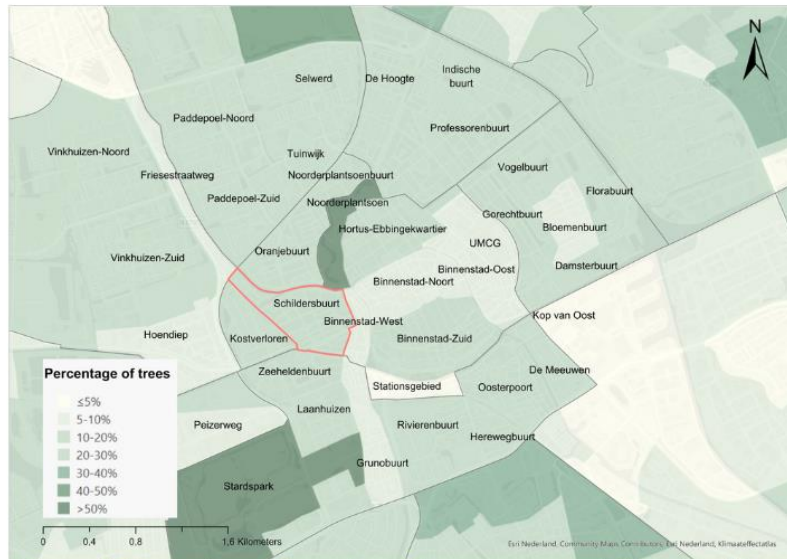 N
Selwerd
De Hoogte
Indische
buurt
Paddepoel-Noord
Professorenbuurt
Vinkhuizen-Noord
Tuinwijk
Friesestraatweg
Noorderplantsoenbuurt
Vogelbuurt
Paddepoel-Zuid
Noorderplantsoen
Florabuurt
Gorechtbuurt
Hortus-Ebbingekwartier
Bloemenbuurt
UMCG
Oranjebuurt
Vinkhuizen-Zuid
Binnenstad-Oost
Damsterbuurt
Binnenstad-Noort
Schildersbuurt
Kop van Oost
Binnenstad-West
Hoendiep
Kostverloren
Binnenstad-Zuid
Zeeheldenbuurt
De Meeuwen
Stationsgebied
Oosterpoort
Laanhuizen
Peizerweg
Rivierenbuurt
Herewegbuurt
Grunobuurt
Stardspark
Percentage of trees
≤5%
5-10%
10-20%
20-30%
30-40%
40-50%
>50%
0 0,4 0,8 1,6 Kilometers
Esri Nederland, Community Maps Contributors, Esri Nederland, Klimaateffectatlas